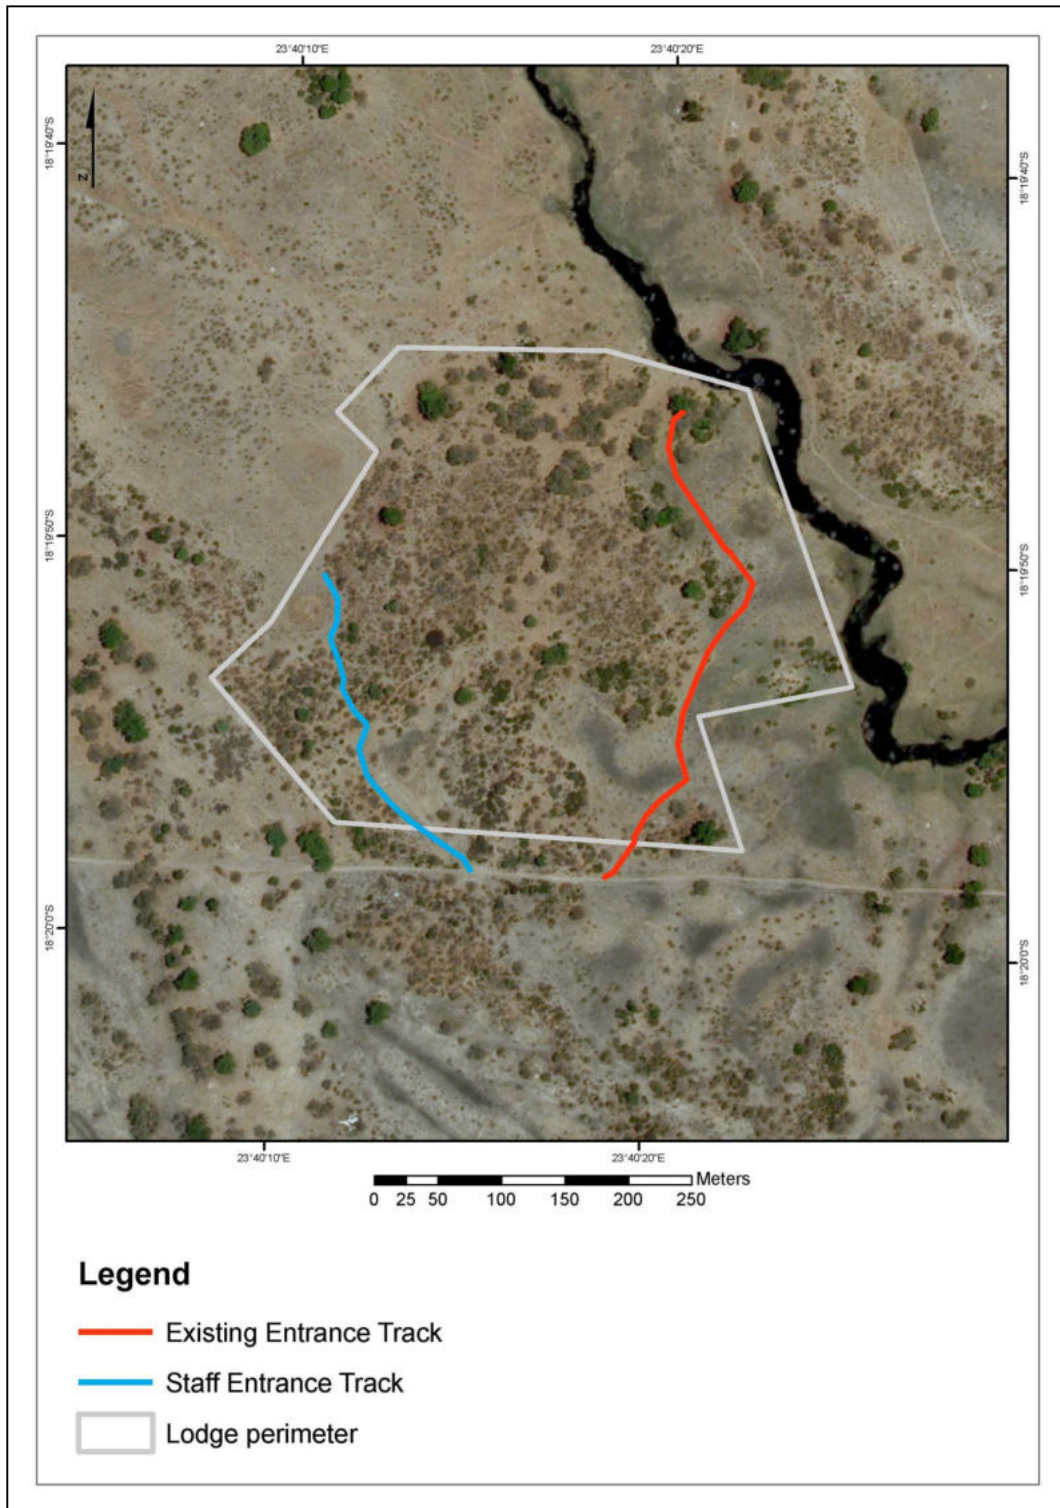 23°40'10"E 23°40'20"E
N
18°19'40"S 18°19'40"S
18°19'50"S 18°19'50"S
18°20'0"S 18°20'0"S
23°40'10"E 23°40'20"E
Meters
0 25 50 100 150 200 250
Legend
Existing Entrance Track
Staff Entrance Track
Lodge perimeter